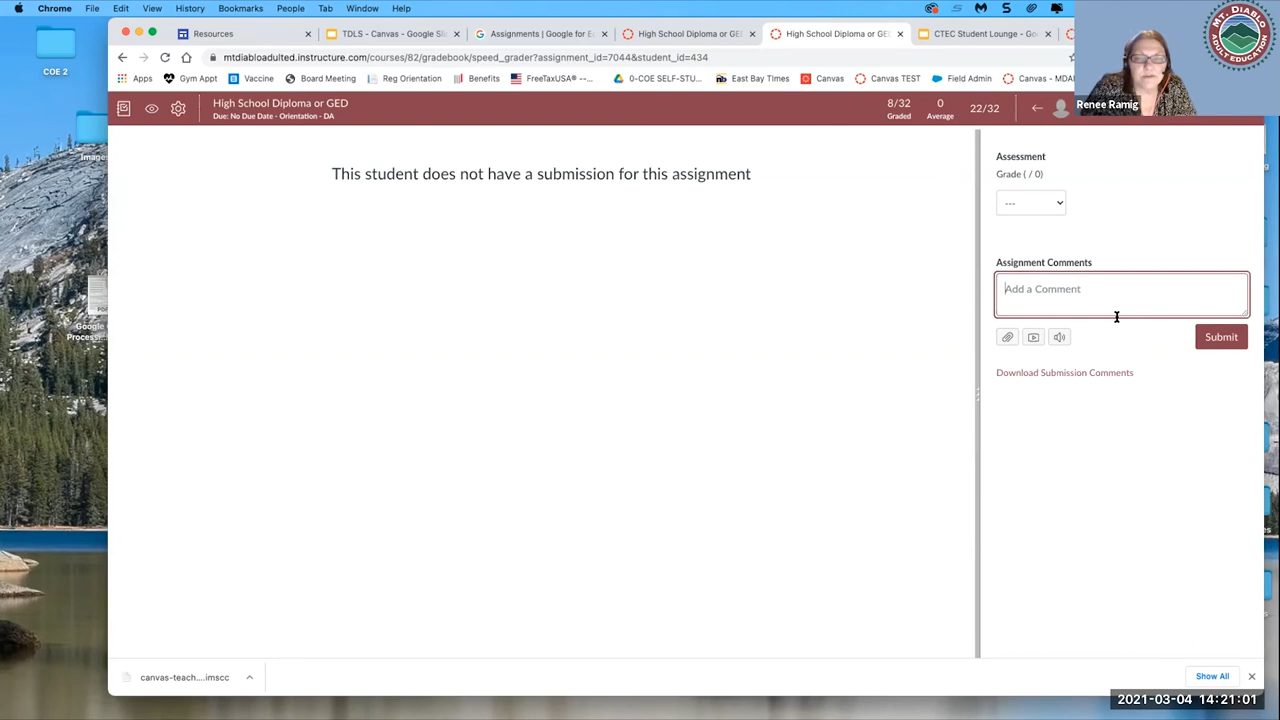 Chrome File Edit View History Bookmarks People Tab Window Help
COE 2
Resources
TDLS - Canvas - Google Sli
Assignments | Google for E
High School Diploma or GED
High School Diploma or GE
CTEC Student Lounge - Go
mtdiabloadulted.instructure.com/courses/82/gradebook/speed_grader?assignment_id=7044&student_id=434
Apps Gym Appt Vaccine Board Meeting Reg Orientation Benefits FreeTaxUSA® --... 0-COE SELF-STU... East Bay Times Canvas Canvas TEST Field Admin Canvas - MDA
MT. DIABLO
ADULT EDUCATION
Renee Ramig
High School Diploma or GED
Due: No Due Date - Orientation - DA
8/32
Graded
0
Average
22/32
This student does not have a submission for this assignment
Assessment
Grade ( / 0)
---
Assignment Comments
Add a Comment
Submit
Download Submission Comments
Image
Google
Processi...
canvas-teach....imscc
Show All
2021-03-04 14:21:01